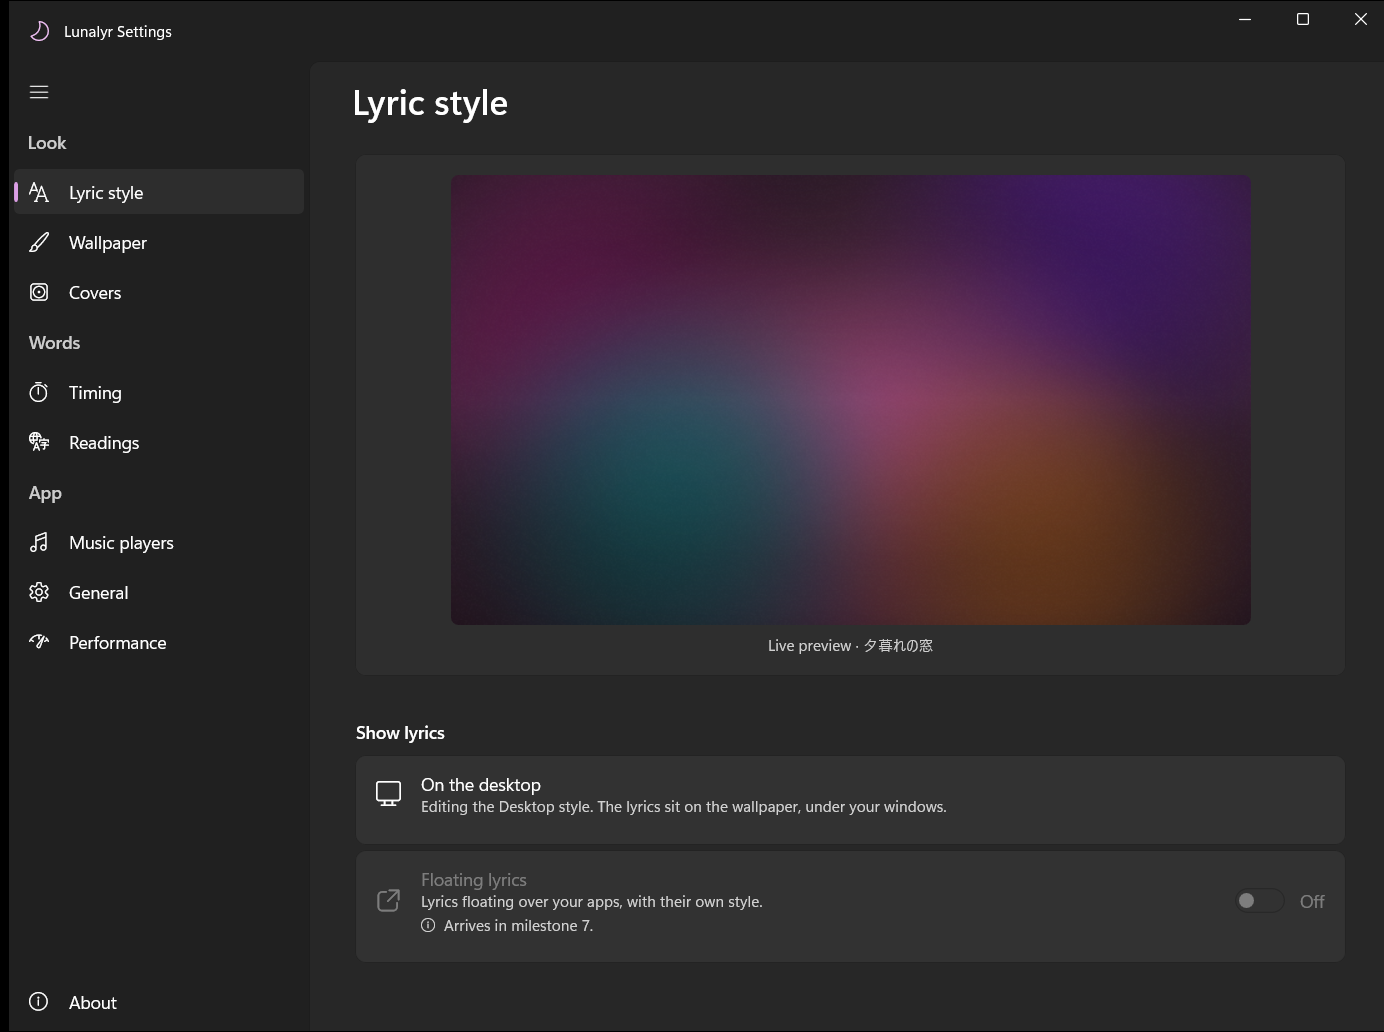 Lunalyr Settings
Look
Lyric style
Wallpaper
Covers
Words
Timing
Readings
App
Music players
General
Performance
About
Lyric style
Live preview · 夕暮れの窓
Show lyrics
On the desktop
Editing the Desktop style. The lyrics sit on the wallpaper, under your windows.
Floating lyrics
Lyrics floating over your apps, with their own style.
Arrives in milestone 7.
Off